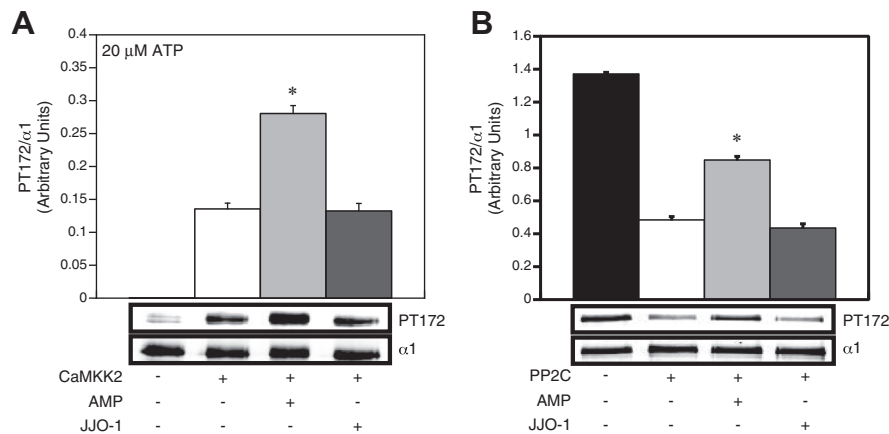 A
20 µM ATP
PT172/α1
(Arbitrary Units)
0.4
0.35
0.3
0.25
0.2
0.15
0.1
0.05
0
*
PT172
α1
CaMKK2 - + + +
AMP - - + -
JJO-1 - - - +
B
PT172/α1
(Arbitrary Units)
1.6
1.4
1.2
1
0.8
0.6
0.4
0.2
0
*
PT172
α1
PP2C - + + +
AMP - - + -
JJO-1 - - - +